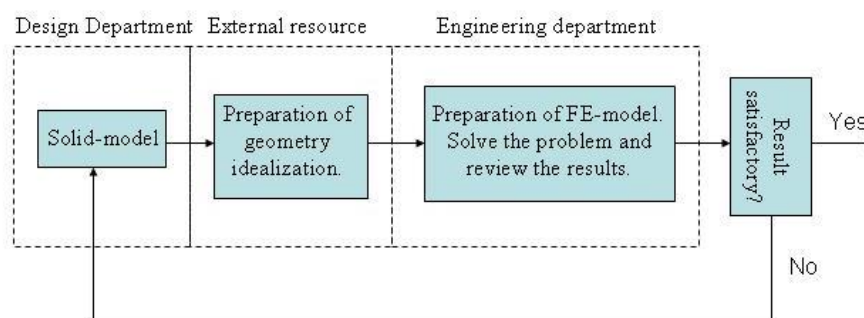 Design Department
External resource
Engineering department
Solid-model
Preparation of
geometry
idealization.
Preparation of FE-model.
Solve the problem and
review the results.
Result
satisfactory?
Yes
No